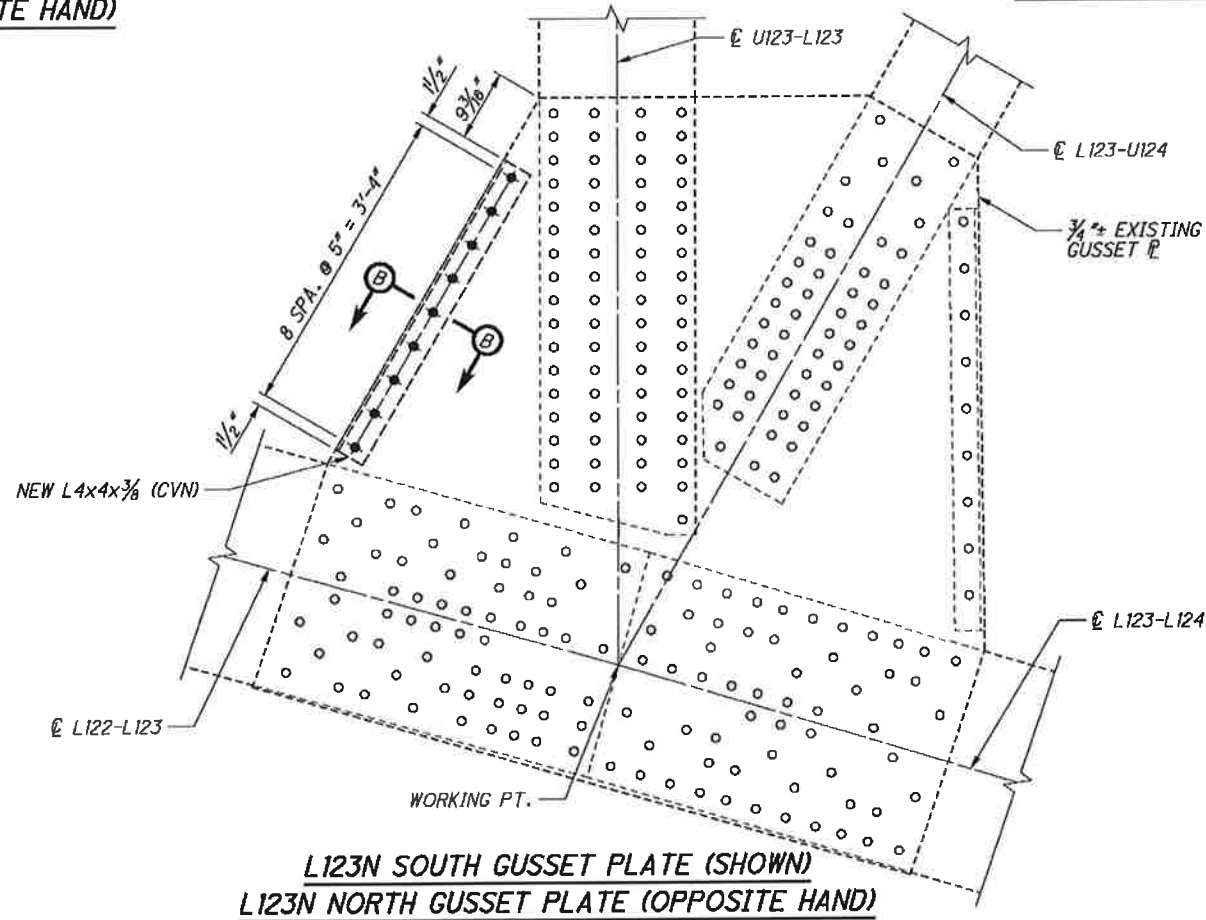 TE HAND)
℄ U123-L123
1 1/2"
9 3/16"
℄ L123-U124
3/4"± EXISTING
GUSSET ℞
8 SPA. @ 5" = 3'-4"
B
B
1 1/2"
NEW L4x4x3/8 (CVN)
℄ L123-L124
℄ L122-L123
WORKING PT.
L123N SOUTH GUSSET PLATE (SHOWN)
L123N NORTH GUSSET PLATE (OPPOSITE HAND)